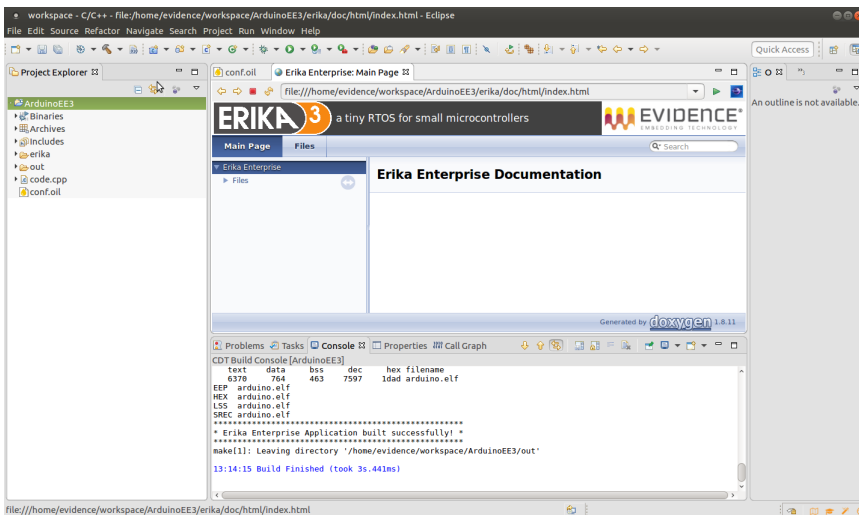 workspace - C/C++ - file:/home/evidence/workspace/ArduinoEE3/erika/doc/html/index.html - Eclipse
File Edit Source Refactor Navigate Search Project Run Window Help
Quick Access
Project Explorer
ArduinoEE3
Binaries
Archives
Includes
erika
out
code.cpp
conf.oil
conf.oil
Erika Enterprise: Main Page
file:///home/evidence/workspace/ArduinoEE3/erika/doc/html/index.html
ERIKA 3 a tiny RTOS for small microcontrollers
EVIDENCE
EMBEDDING TECHNOLOGY
Main Page Files
Search
Erika Enterprise
Files
Erika Enterprise Documentation
Generated by doxygen 1.8.11
O
An outline is not available.
Problems Tasks Console Properties Call Graph
CDT Build Console [ArduinoEE3]
text data bss dec hex filename
6370 764 463 7597 1dad arduino.elf
EEP arduino.elf
HEX arduino.elf
LSS arduino.elf
SREC arduino.elf
**************************************************
* Erika Enterprise Application built successfully! *
**************************************************
make[1]: Leaving directory '/home/evidence/workspace/ArduinoEE3/out'
13:14:15 Build Finished (took 3s.441ms)
file:///home/evidence/workspace/ArduinoEE3/erika/doc/html/index.html